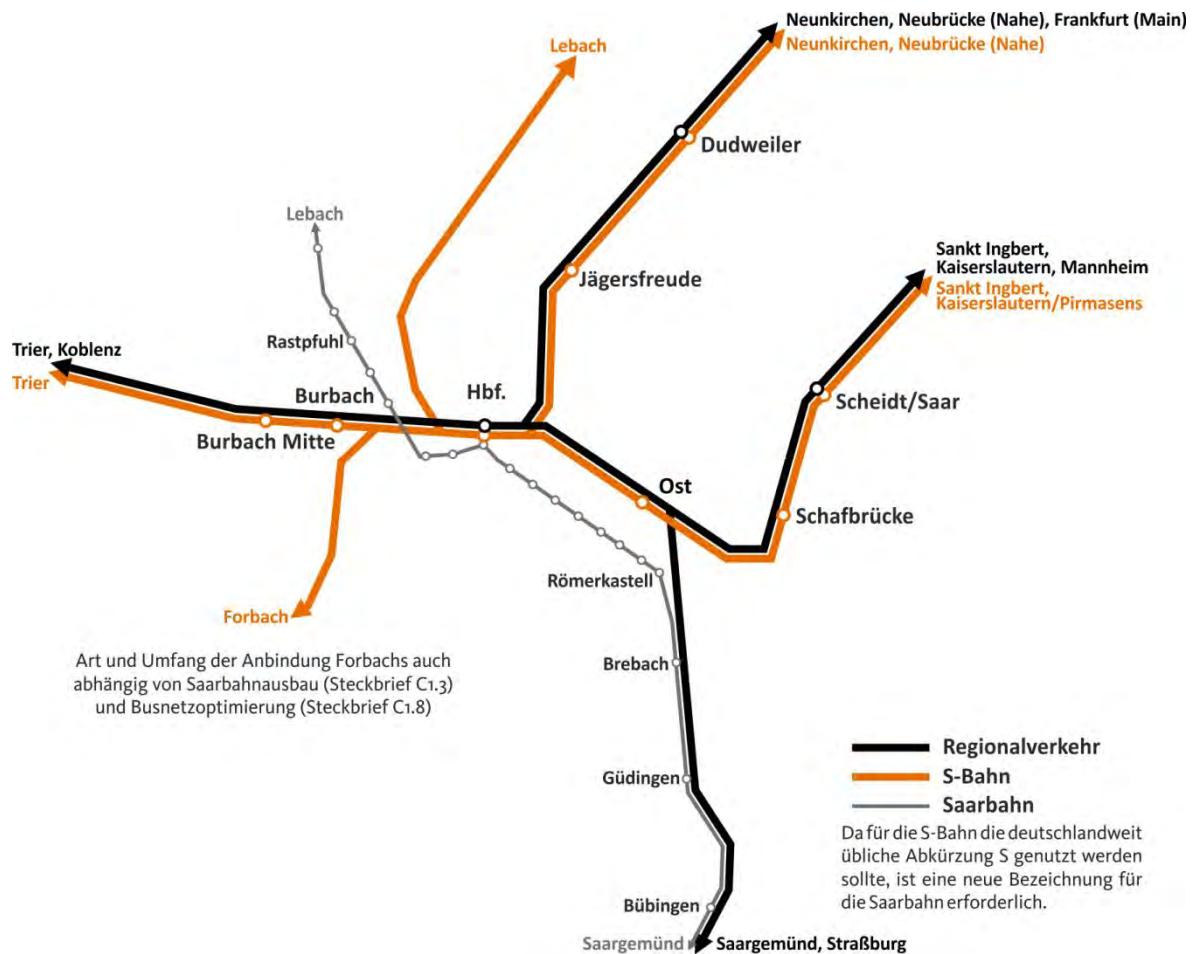 Neunkirchen, Neubrücke (Nahe), Frankfurt (Main)
Neunkirchen, Neubrücke (Nahe)
Lebach
Dudweiler
Lebach
Jägersfreude
Sankt Ingbert,
Kaiserslautern, Mannheim
Sankt Ingbert,
Kaiserslautern/Pirmasens
Rastpfuhl
Trier, Koblenz
Trier
Burbach
Hbf.
Scheidt/Saar
Burbach Mitte
Ost
Schafbrücke
Römerkastell
Forbach
Art und Umfang der Anbindung Forbachs auch
abhängig von Saarbahnausbau (Steckbrief C1.3)
und Busnetzoptimierung (Steckbrief C1.8)
Brebach
Güdingen
Regionalverkehr
S-Bahn
Saarbahn
Da für die S-Bahn die deutschlandweit
übliche Abkürzung S genutzt werden
sollte, ist eine neue Bezeichnung für
die Saarbahn erforderlich.
Bübingen
Saargemünd
Saargemünd, Straßburg